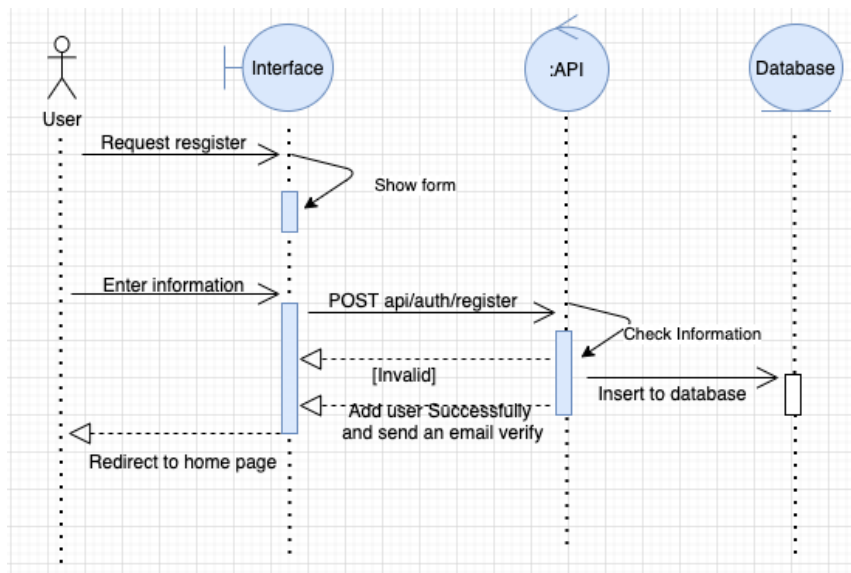 Interface
:API
Database
User
Request resgister
Show form
Enter information
POST api/auth/register
Check Information
[Invalid]
Insert to database
Add user Successfully
and send an email verify
Redirect to home page